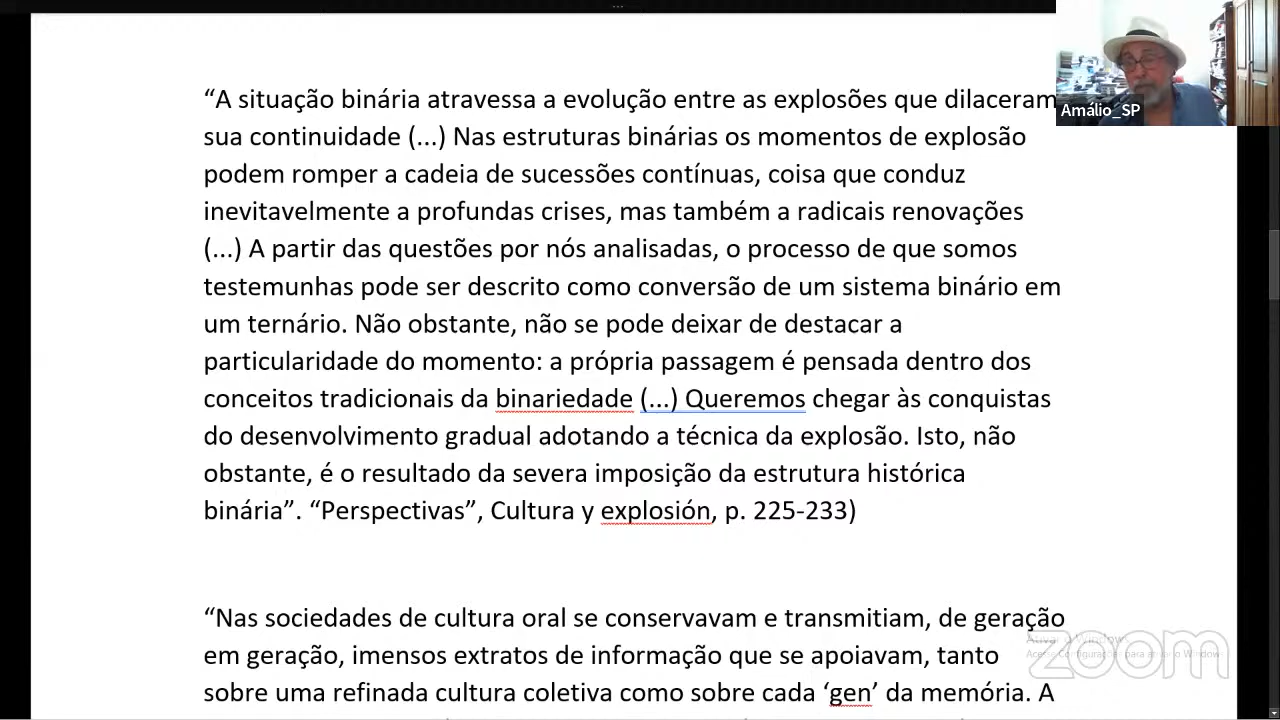 “A situação binária atravessa a evolução entre as explosões que dilaceram
sua continuidade (...) Nas estruturas binárias os momentos de explosão
podem romper a cadeia de sucessões contínuas, coisa que conduz
inevitavelmente a profundas crises, mas também a radicais renovações
(...) A partir das questões por nós analisadas, o processo de que somos
testemunhas pode ser descrito como conversão de um sistema binário em
um ternário. Não obstante, não se pode deixar de destacar a
particularidade do momento: a própria passagem é pensada dentro dos
conceitos tradicionais da binariedade (...) Queremos chegar às conquistas
do desenvolvimento gradual adotando a técnica da explosão. Isto, não
obstante, é o resultado da severa imposição da estrutura histórica
binária”. “Perspectivas”, Cultura y explosión, p. 225-233)
“Nas sociedades de cultura oral se conservavam e transmitiam, de geração
em geração, imensos extratos de informação que se apoiavam, tanto
sobre uma refinada cultura coletiva como sobre cada ‘gen’ da memória. A
Amálio_SP
Ativar o Windows
Acesse Configurações para ativar o Windows
zoom